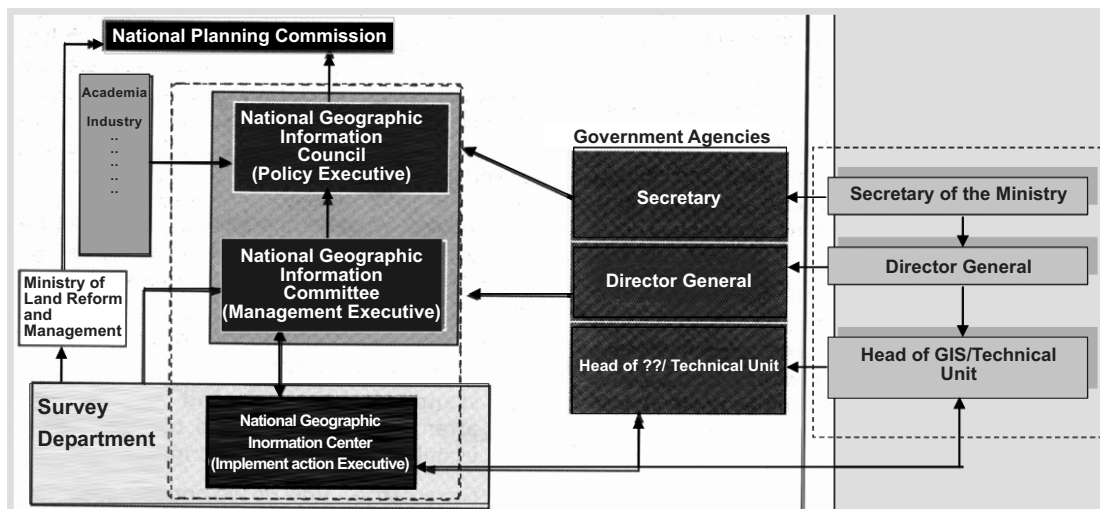 National Planning Commission
Academia
Industry
..
..
..
..
..
National Geographic
Information
Council
(Policy Executive)
National Geographic
Information
Committee
(Management Executive)
Ministry of
Land Reform
and
Management
Survey
Department
National Geographic
Inormation Center
(Implement action Executive)
Government Agencies
Secretary
Director General
Head of ??/ Technical Unit
Secretary of the Ministry
Director General
Head of GIS/Technical
Unit